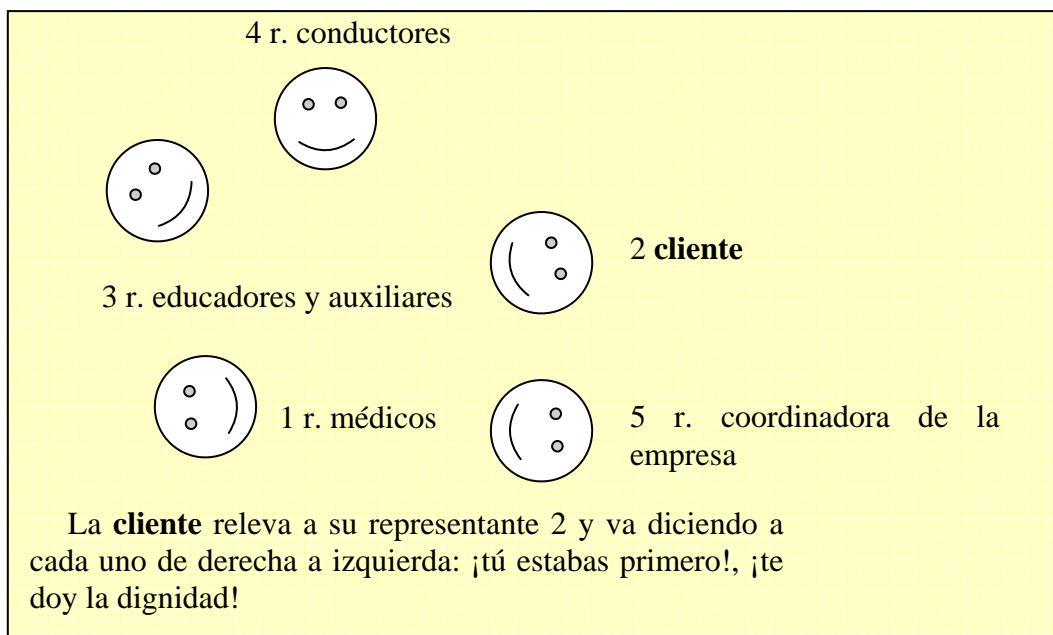 4 r. conductores
2 cliente
3 r. educadores y auxiliares
1 r. médicos
5 r. coordinadora de la
empresa
La cliente releva a su representante 2 y va diciendo a
cada uno de derecha a izquierda: ¡tú estabas primero!, ¡te
doy la dignidad!